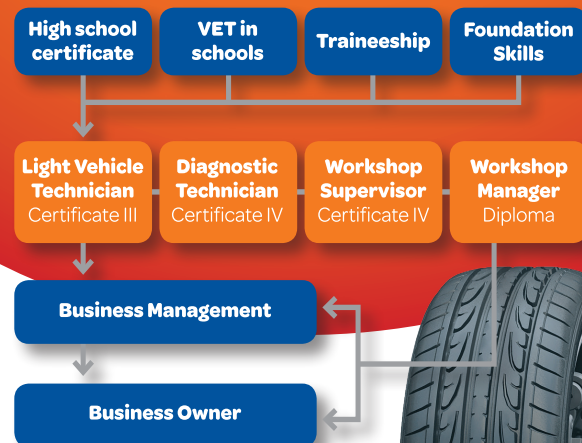 High school
certificate
VET in
schools
Traineeship
Foundation
Skills
Light Vehicle
Technician
Certificate III
Diagnostic
Technician
Certificate IV
Workshop
Supervisor
Certificate IV
Workshop
Manager
Diploma
Business Management
Business Owner